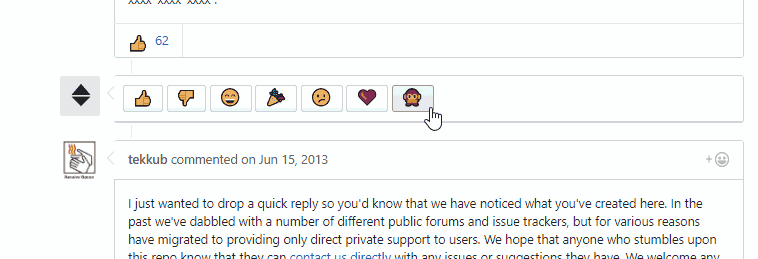 62
tekkub commented on Jun 15, 2013
I just wanted to drop a quick reply so you'd know that we have noticed what you've created here. In the
past we've dabbled with a number of different public forums and issue trackers, but for various reasons
have migrated to providing only direct private support to users. We hope that anyone who stumbles upon
this repo know that they can contact us directly with any issues or suggestions they have. We welcome any